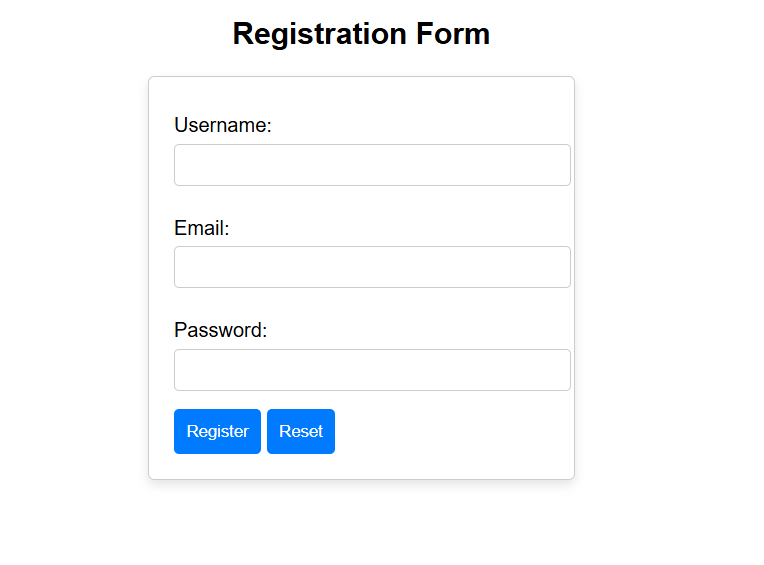 Registration Form
Username:
Email:
Password:
Register Reset